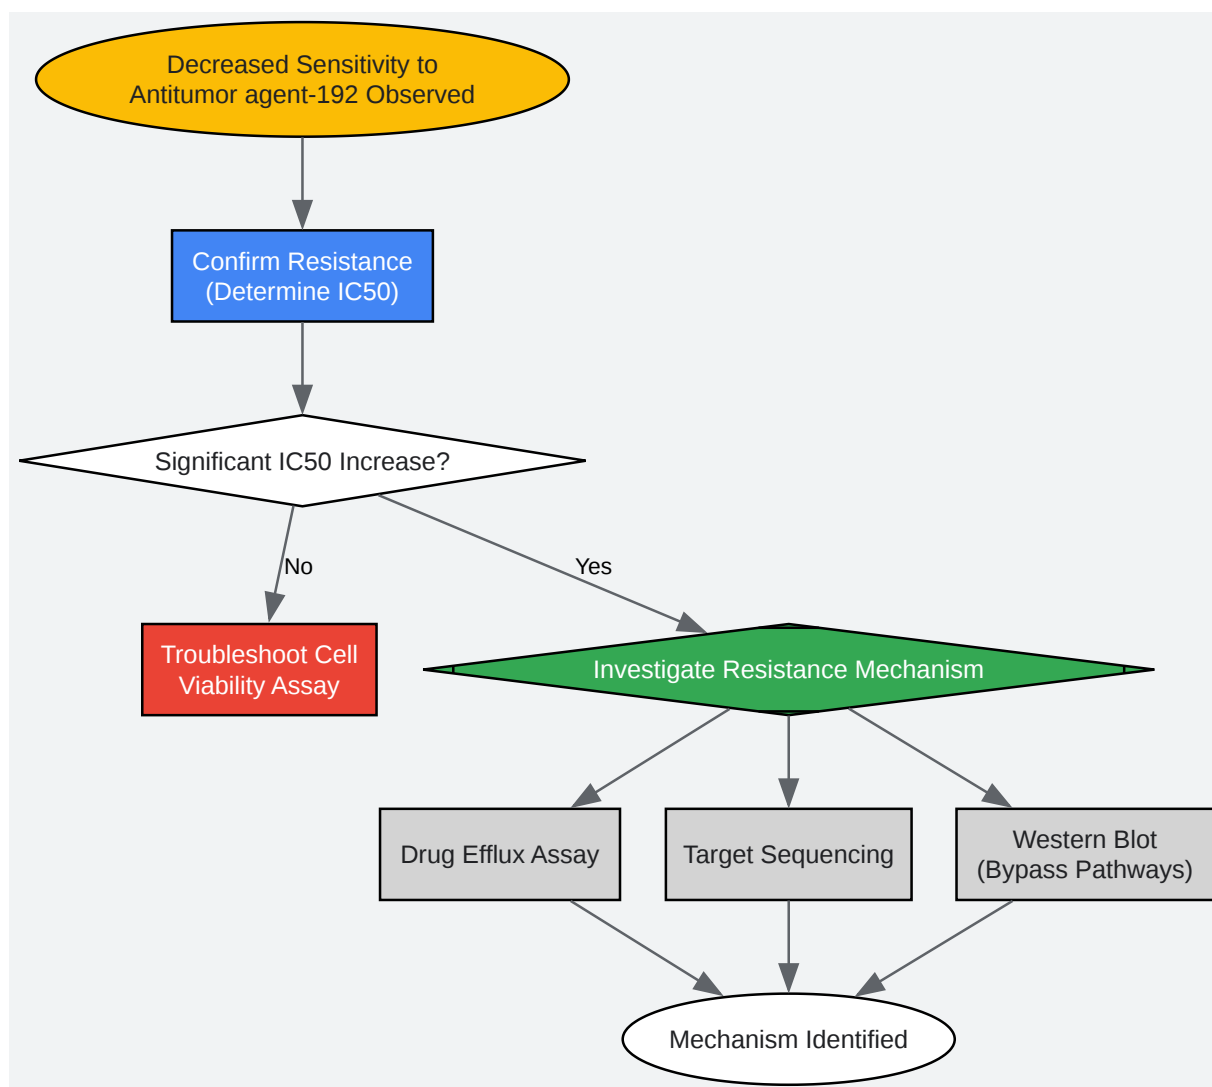 Decreased Sensitivity to
Antitumor agent-192 Observed
Confirm Resistance
(Determine IC50)
Significant IC50 Increase?
No
Yes
Troubleshoot Cell
Viability Assay
Investigate Resistance Mechanism
Drug Efflux Assay
Target Sequencing
Western Blot
(Bypass Pathways)
Mechanism Identified